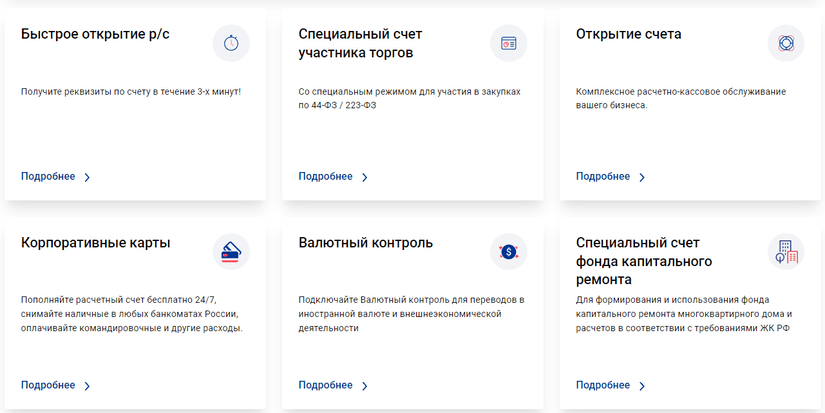 Быстрое открытие р/с
Получите реквизиты по счету в течение 3-х минут!
Подробнее
Специальный счет
участника торгов
Со специальным режимом для участия в закупках
по 44-ФЗ / 223-ФЗ
Подробнее
Открытие счета
Комплексное расчетно-кассовое обслуживание
вашего бизнеса.
Подробнее
Корпоративные карты
Пополняйте расчетный счет бесплатно 24/7,
снимайте наличные в любых банкоматах России,
оплачивайте командировочные и другие расходы.
Подробнее
Валютный контроль
Подключайте Валютный контроль для переводов в
иностранной валюте и внешнеэкономической
деятельности
Подробнее
Специальный счет
фонда капитального
ремонта
Для формирования и использования фонда
капитального ремонта многоквартирного дома и
расчетов в соответствии с требованиями ЖК РФ
Подробнее